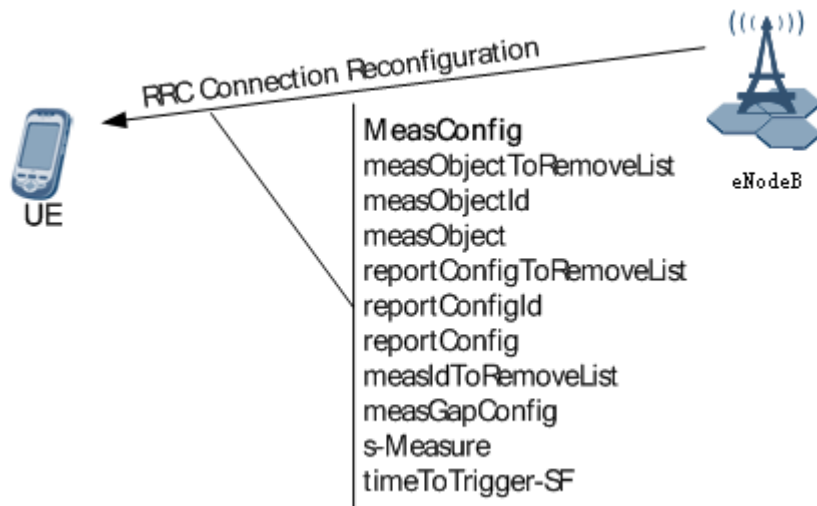 RRC Connection Reconfiguration
MeasConfig
measObjectToRemoveList
measObjectId
measObject
reportConfigToRemoveList
reportConfigId
reportConfig
measIdToRemoveList
measGapConfig
s-Measure
timeToTrigger-SF
UE
eNodeB